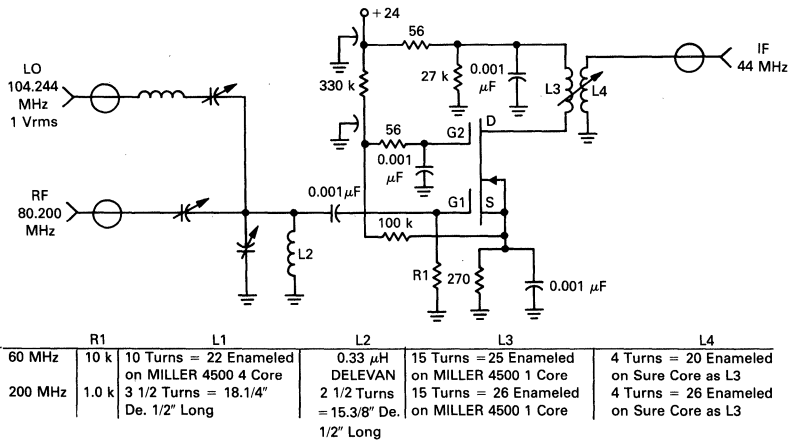 +24
56
LO
104.244
MHz
1 Vrms
330 k
27 k
0.001
μF
L3
L4
IF
44 MHz
56
G2
D
0.001
μF
RF
80.200
MHz
0.001μF
G1
S
100 k
L2
R1
270
0.001 μF
R1 L1 L2 L3 L4
60 MHz 10 k 10 Turns = 22 Enameled 0.33 μH 15 Turns =25 Enameled 4 Turns = 20 Enameled
on MILLER 4500 4 Core DELEVAN on MILLER 4500 1 Core on Sure Core as L3
200 MHz 1.0 k 3 1/2 Turns = 18.1/4" 2 1/2 Turns 15 Turns = 26 Enameled 4 Turns = 26 Enameled
De. 1/2" Long = 15.3/8" De. on MILLER 4500 1 Core on Sure Core as L3
1/2" Long